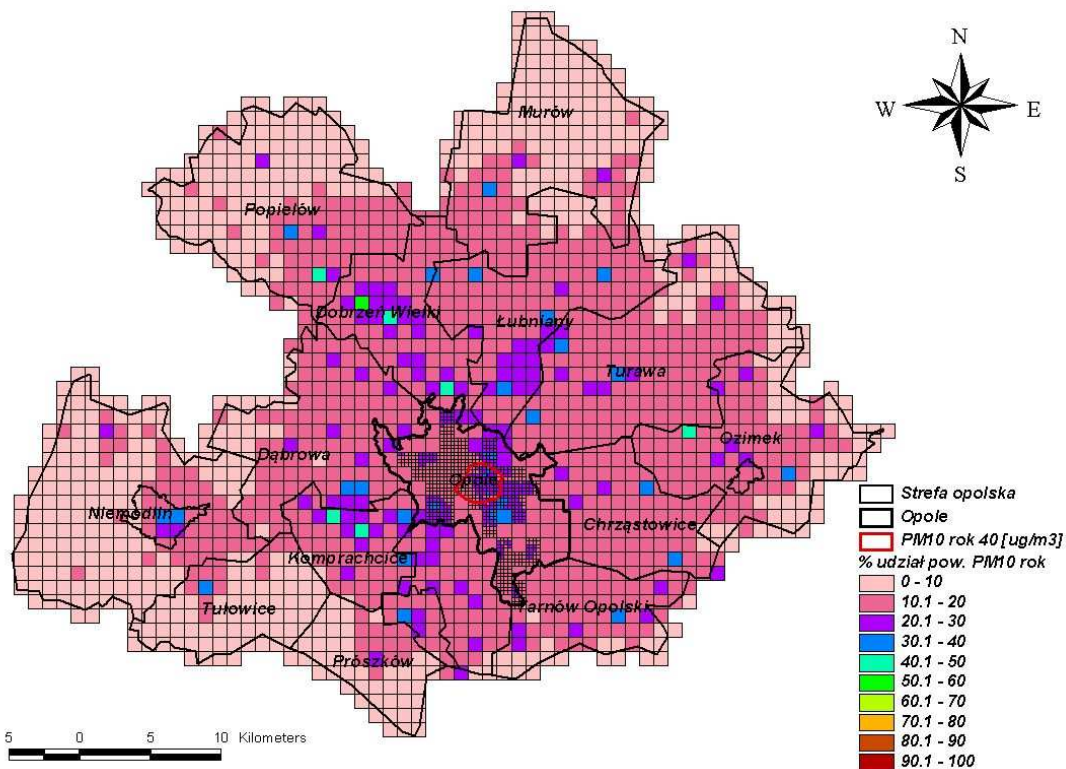 N
W E
S
Murów
Popielów
Dobrzeń Wielki
Łubniany
Turawa
Ozimek
Dąbrowa
Opole
Niemodlin
Chrząstowice
Komprachcice
Tułowice
Tarnów Opolski
Prószków
Strefa opolska
Opole
PM10 rok 40 [ug/m3]
% udział pow. PM10 rok
0 - 10
10.1 - 20
20.1 - 30
30.1 - 40
40.1 - 50
50.1 - 60
60.1 - 70
70.1 - 80
80.1 - 90
90.1 - 100
5 0 5 10 Kilometers